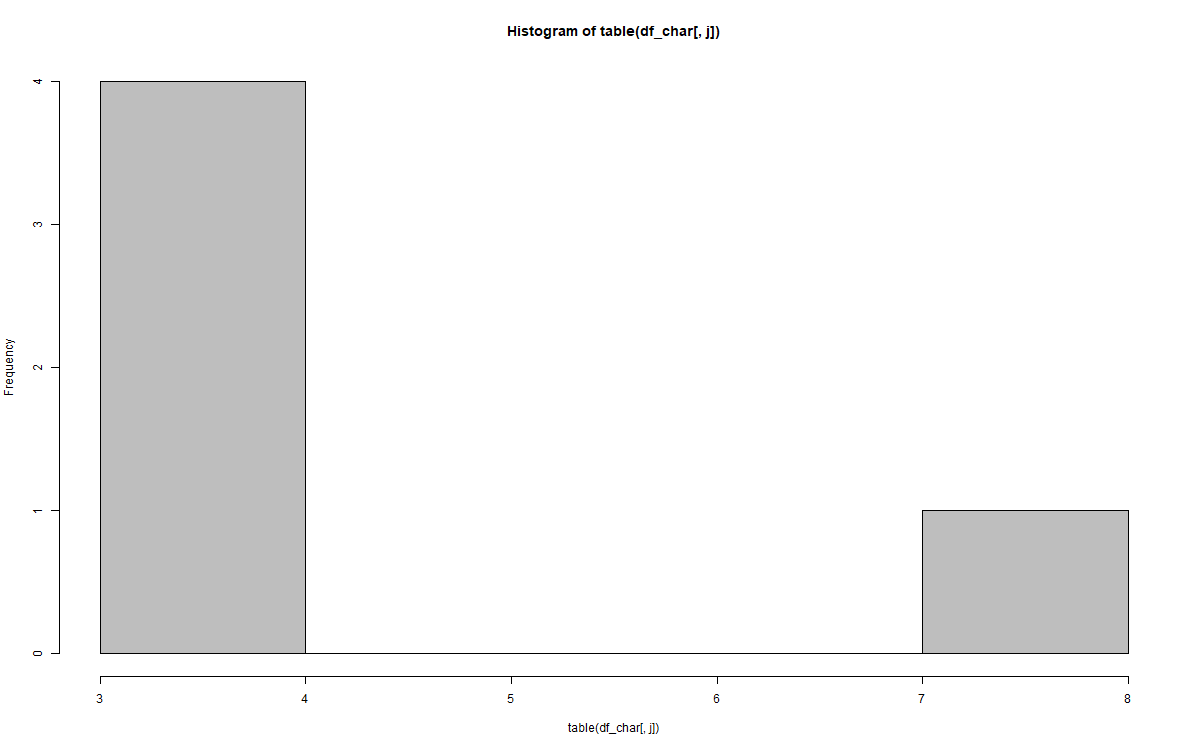 Histogram of table(df_char[, j])
Frequency
4
3
2
1
0
3 4 5 6 7 8
table(df_char[, j])